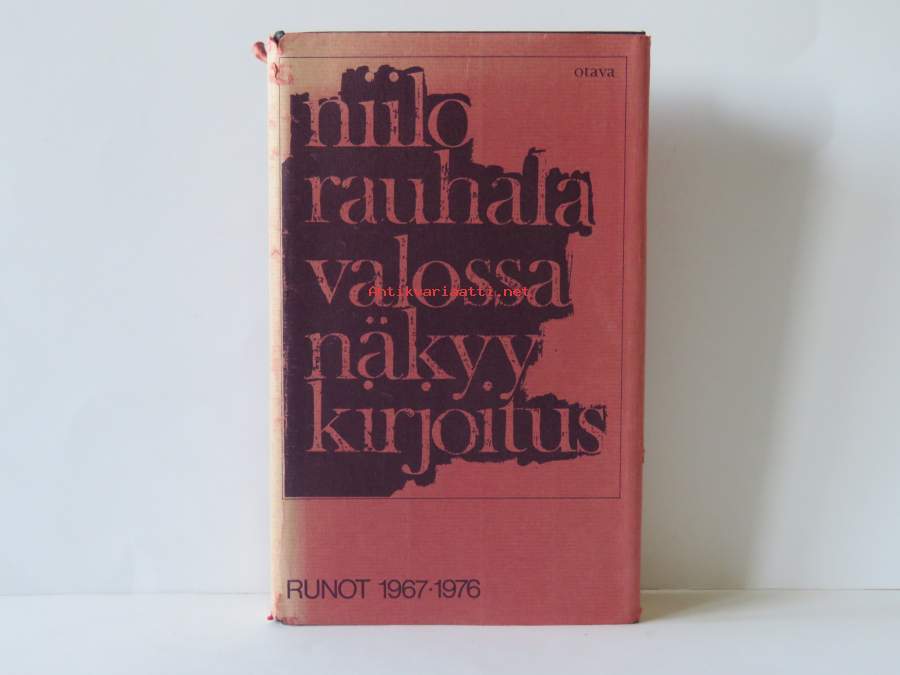 otava
niilo
rauhala
valossa
Antikvariaatti.net
näkyy
kirjoitus
RUNOT 1967·1976